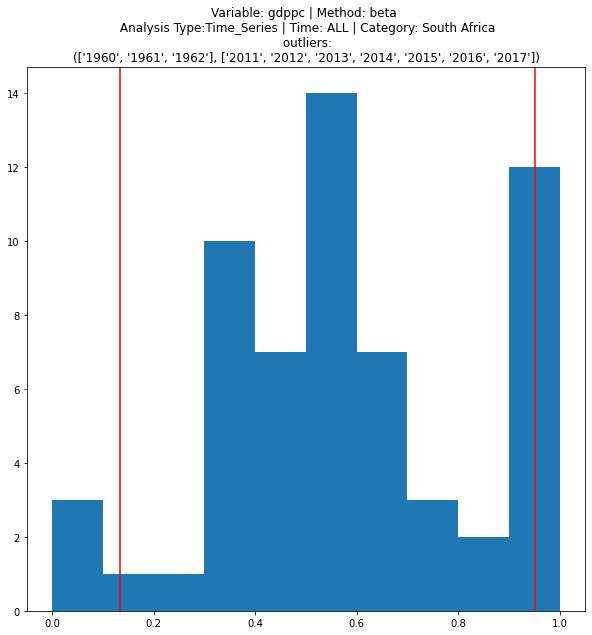 Variable: gdppc | Method: beta
Analysis Type:Time_Series | Time: ALL | Category: South Africa
outliers:
(['1960', '1961', '1962'], ['2011', '2012', '2013', '2014', '2015', '2016', '2017'])
14
12
10
8
6
4
2
0
0.0 0.2 0.4 0.6 0.8 1.0